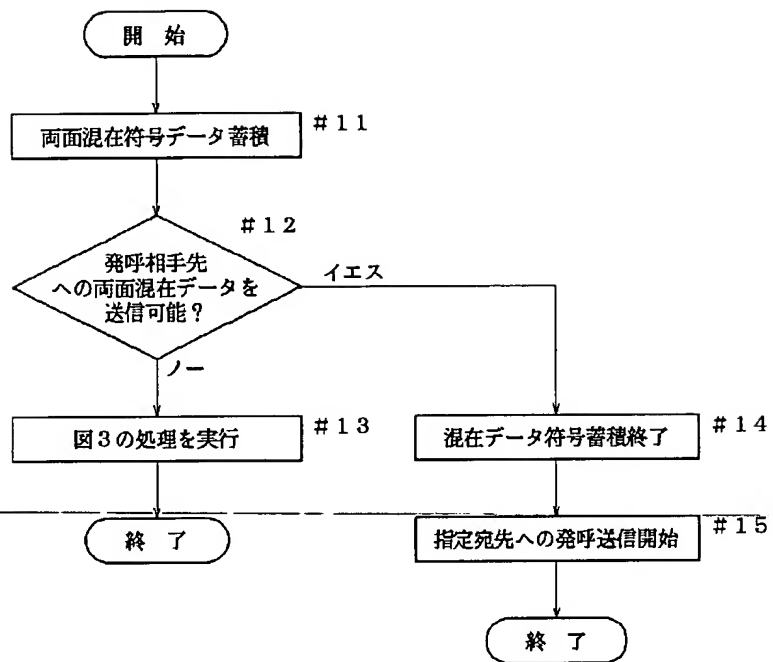 開 始
両面混在符号データ蓄積
#11
#12
発呼相手先
への両面混在データを
送信可能?
イエス
ノー
図3の処理を実行
#13
混在データ符号蓄積終了
#14
終 了
指定宛先への発呼送信開始
#15
終 了